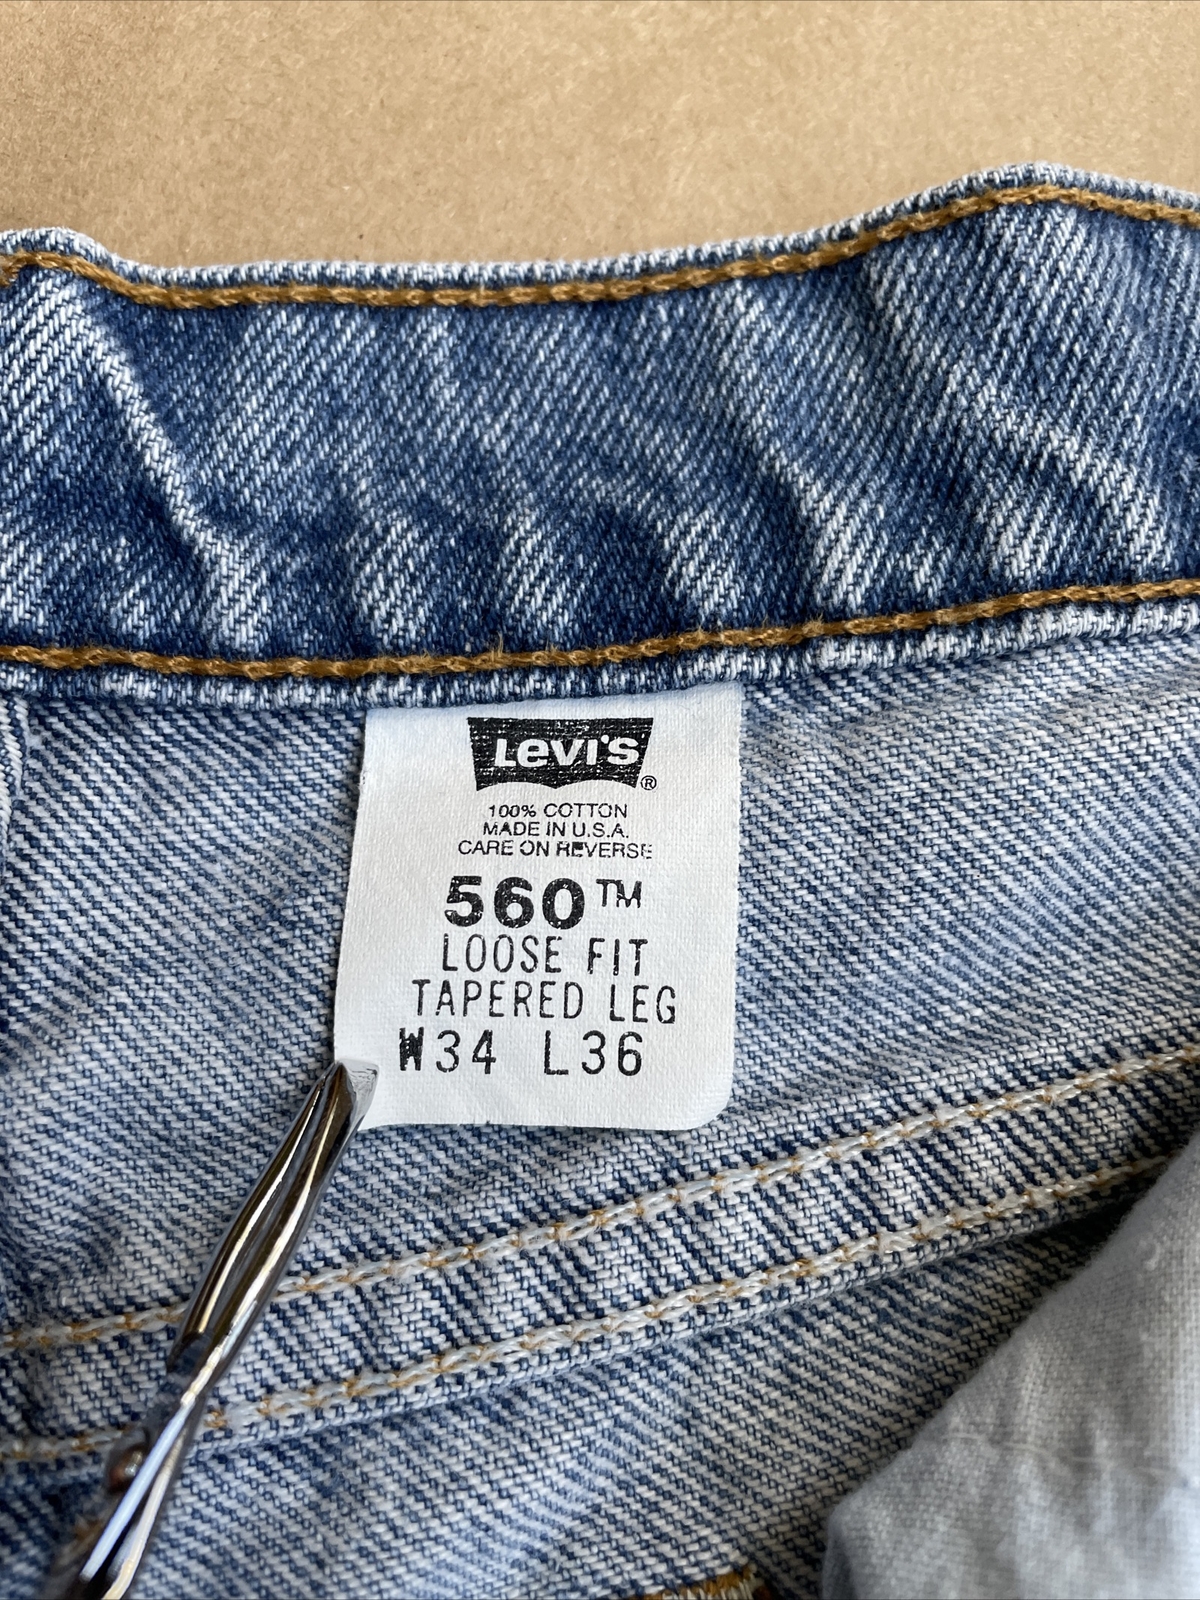 Levi's ®
100% COTTON
MADE IN U.S.A.
CARE ON REVERSE
560™
LOOSE FIT
TAPERED LEG
W34 L36